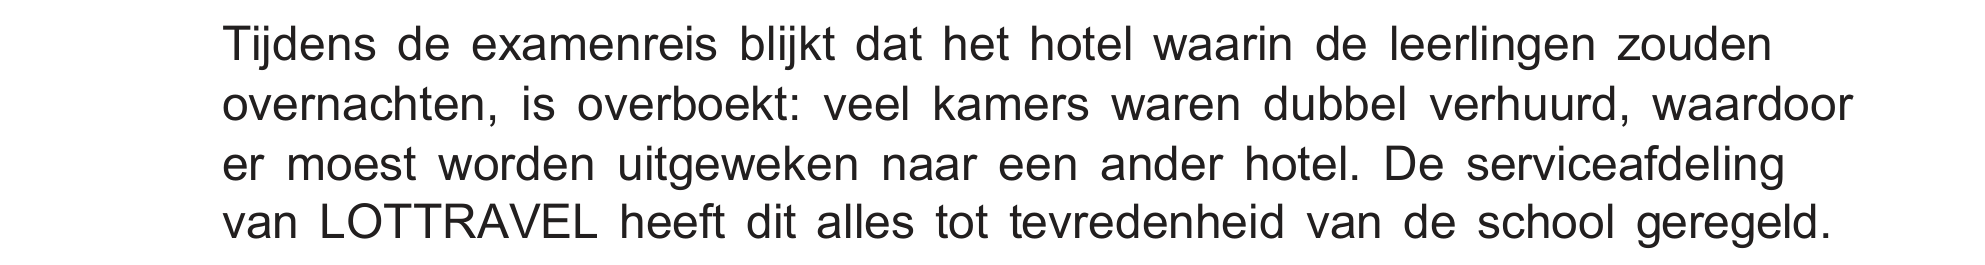 Tijdens de examenreis blijkt dat het hotel waarin de leerlingen zouden
overnachten, is overboekt: veel kamers waren dubbel verhuurd, waardoor
er moest worden uitgeweken naar een ander hotel. De serviceafdeling
van LOTTRAVEL heeft dit alles tot tevredenheid van de school geregeld.